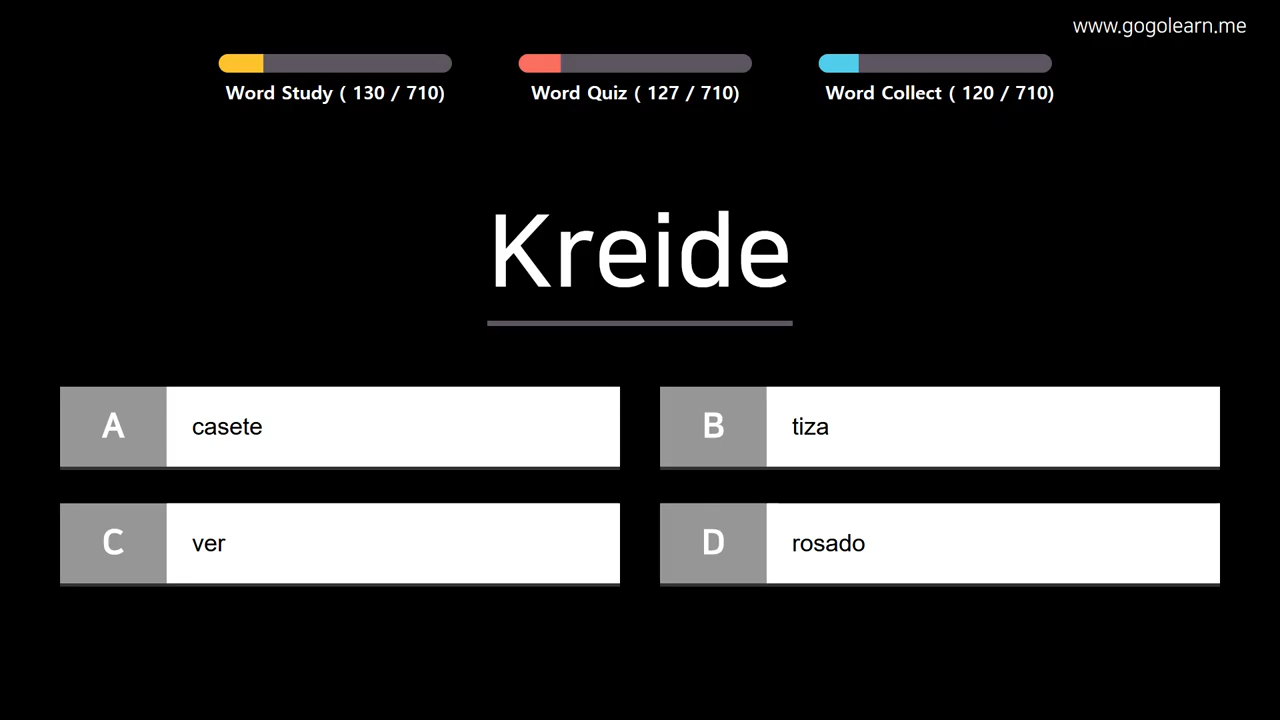 www.gogolearn.me
Word Study ( 130 / 710)
Word Quiz ( 127 / 710)
Word Collect ( 120 / 710)
Kreide
A casete
B tiza
C ver
D rosado